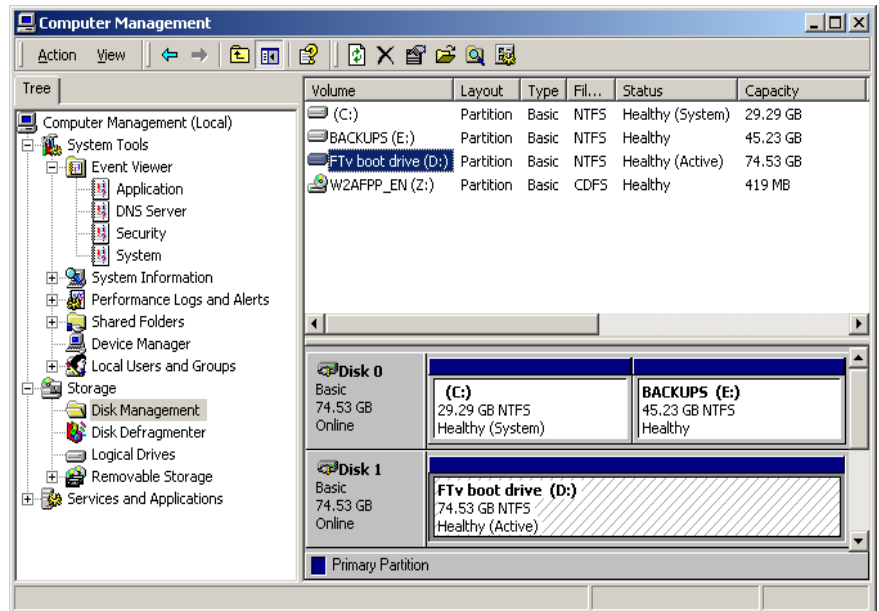 Computer Management
Action View
Tree
Computer Management (Local)
System Tools
Event Viewer
Application
DNS Server
Security
System
System Information
Performance Logs and Alerts
Shared Folders
Device Manager
Local Users and Groups
Storage
Disk Management
Disk Defragmenter
Logical Drives
Removable Storage
Services and Applications
Volume Layout Type Fil... Status Capacity
(C:) Partition Basic NTFS Healthy (System) 29.29 GB
BACKUPS (E:) Partition Basic NTFS Healthy 45.23 GB
FTv boot drive (D:) Partition Basic NTFS Healthy (Active) 74.53 GB
W2AFPP_EN (Z:) Partition Basic CDFS Healthy 419 MB
Disk 0
Basic
74.53 GB
Online
(C:)
29.29 GB NTFS
Healthy (System)
BACKUPS (E:)
45.23 GB NTFS
Healthy
Disk 1
Basic
74.53 GB
Online
FTv boot drive (D:)
74.53 GB NTFS
Healthy (Active)
Primary Partition